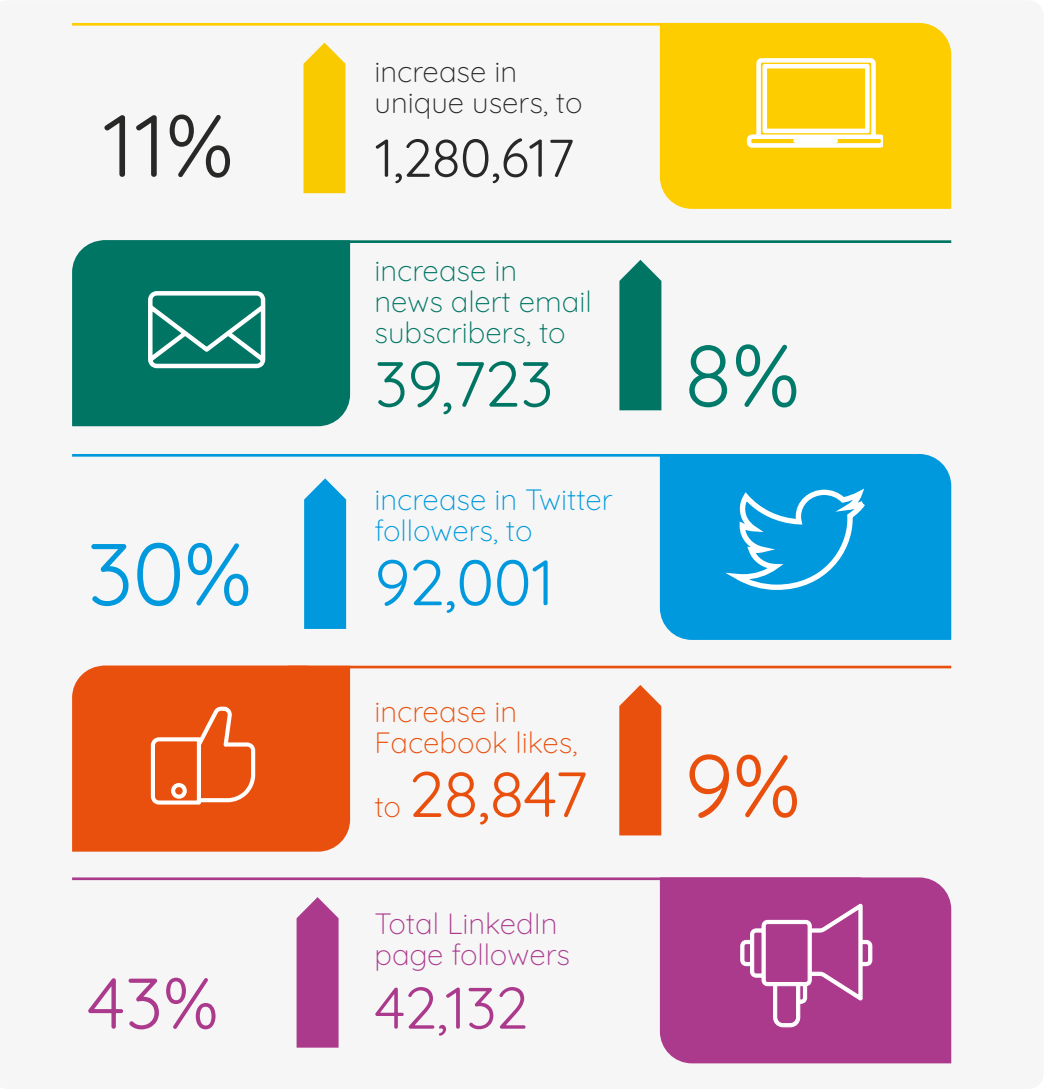 11%
increase in
unique users, to
1,280,617
increase in
news alert email
subscribers, to
39,723
8%
30%
increase in Twitter
followers, to
92,001
increase in
Facebook likes,
to 28,847
9%
43%
Total LinkedIn
page followers
42,132